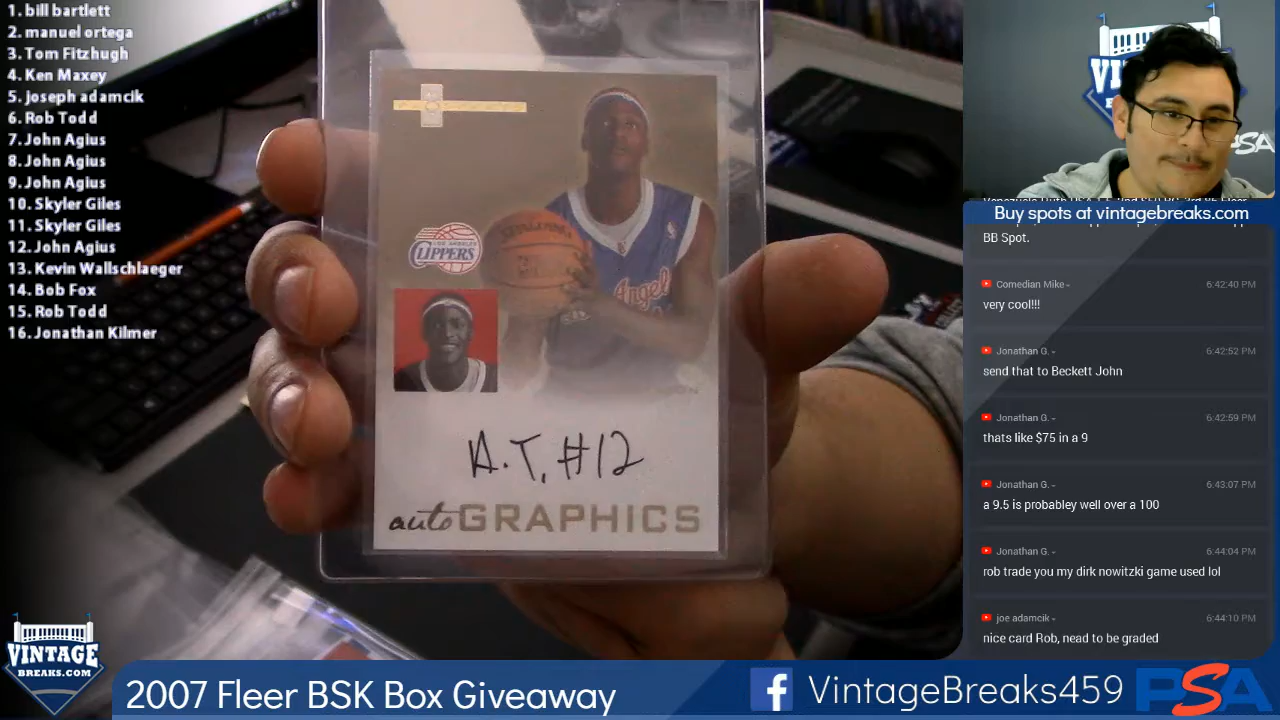 1. bill bartlett
2. manuel ortega
3. Tom Fitzhugh
4. Ken Maxey
5. joseph adamcik
6. Rob Todd
7. John Agius
8. John Agius
9. John Agius
10. Skyler Giles
11. Skyler Giles
12. John Agius
13. Kevin Wallschlaeger
14. Bob Fox
15. Rob Todd
16. Jonathan Kilmer
LOS ANGELES
CLIPPERS
SPALDING
Angel
A.T. #12
autoGRAPHICS
VI
PSA
Buy spots at vintagebreaks.com
BB Spot.
Comedian Mike
6:42:40 PM
very cool!!!
Jonathan G.
6:42:52 PM
send that to Beckett John
Jonathan G.
6:42:59 PM
thats like $75 in a 9
Jonathan G.
6:43:07 PM
a 9.5 is probabley well over a 100
Jonathan G.
6:44:04 PM
rob trade you my dirk nowitzki game used lol
joe adamcik
6:44:10 PM
nice card Rob, nead to be graded
VINTAGE
BREAKS.COM
2007 Fleer BSK Box Giveaway
f VintageBreaks459
PSA